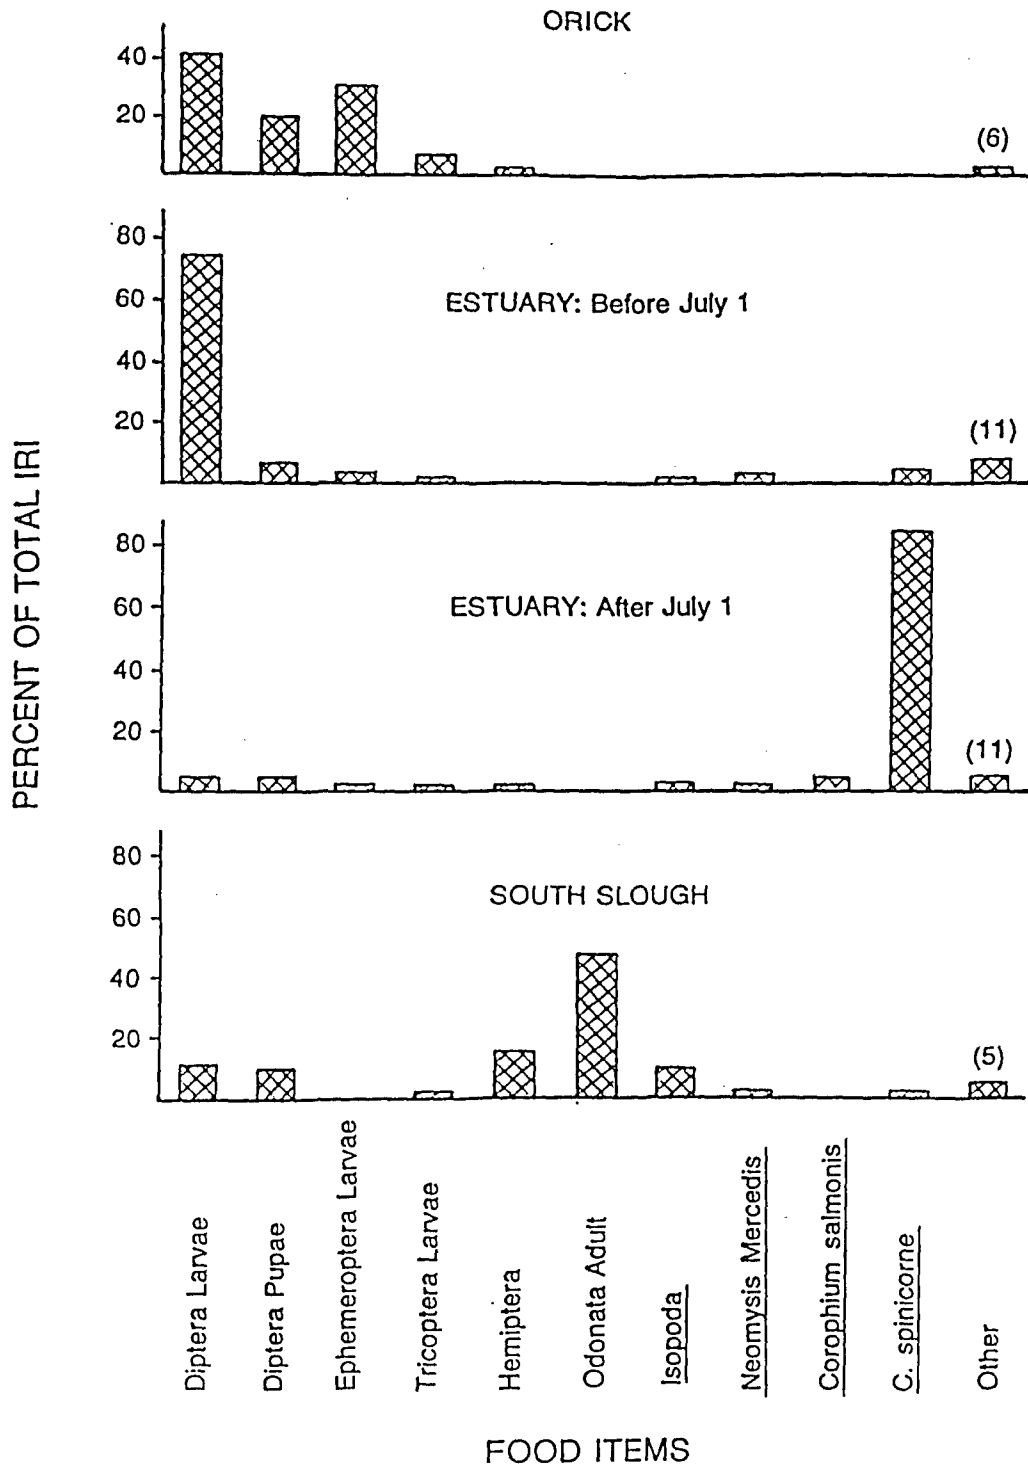 ORICK
40
20
(6)
80
60
40
20
ESTUARY: Before July 1
(11)
80
60
40
20
ESTUARY: After July 1
(11)
80
60
40
20
SOUTH SLOUGH
(5)
PERCENT OF TOTAL IRI
Diptera Larvae
Diptera Pupae
Ephemeroptera Larvae
Tricoptera Larvae
Hemiptera
Odonata Adult
Isopoda
Neomysis Mercedis
Corophium salmonis
C. spinicorne
Other
FOOD ITEMS